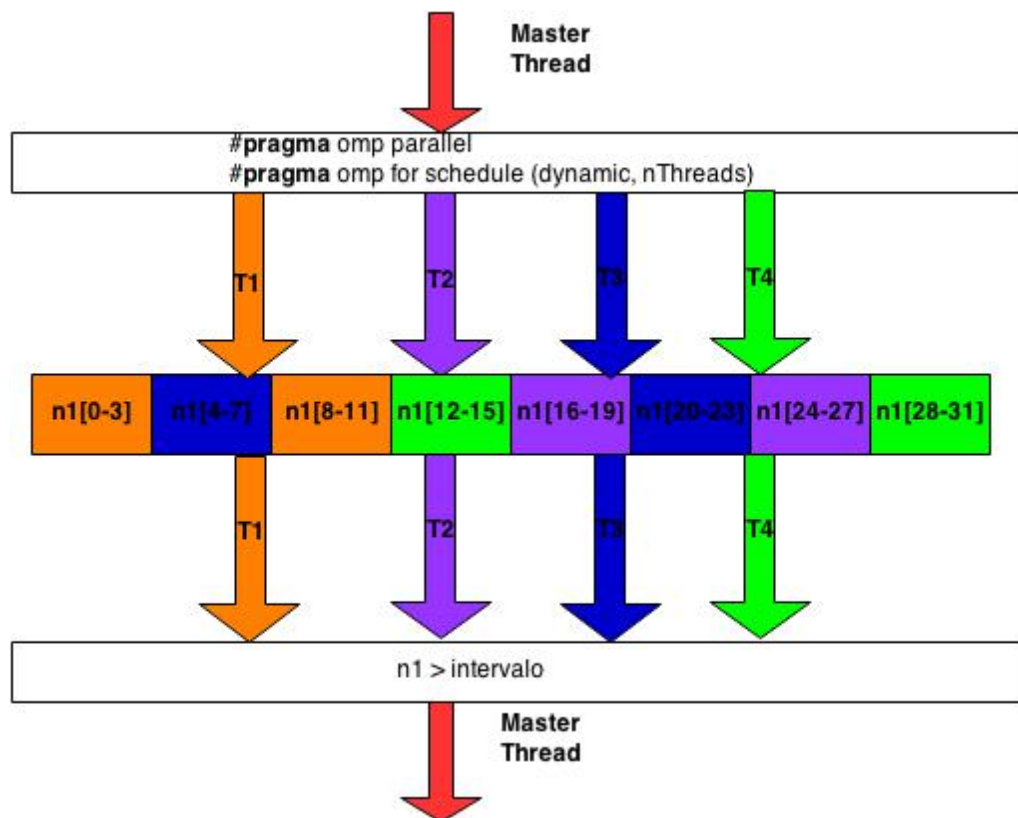 Master
Thread
#pragma omp parallel
#pragma omp for schedule (dynamic, nThreads)
T1
T2
T3
T4
n1[0-3]
n1[4-7]
n1[8-11]
n1[12-15]
n1[16-19]
n1[20-23]
n1[24-27]
n1[28-31]
T1
T2
T3
T4
n1 > intervalo
Master
Thread